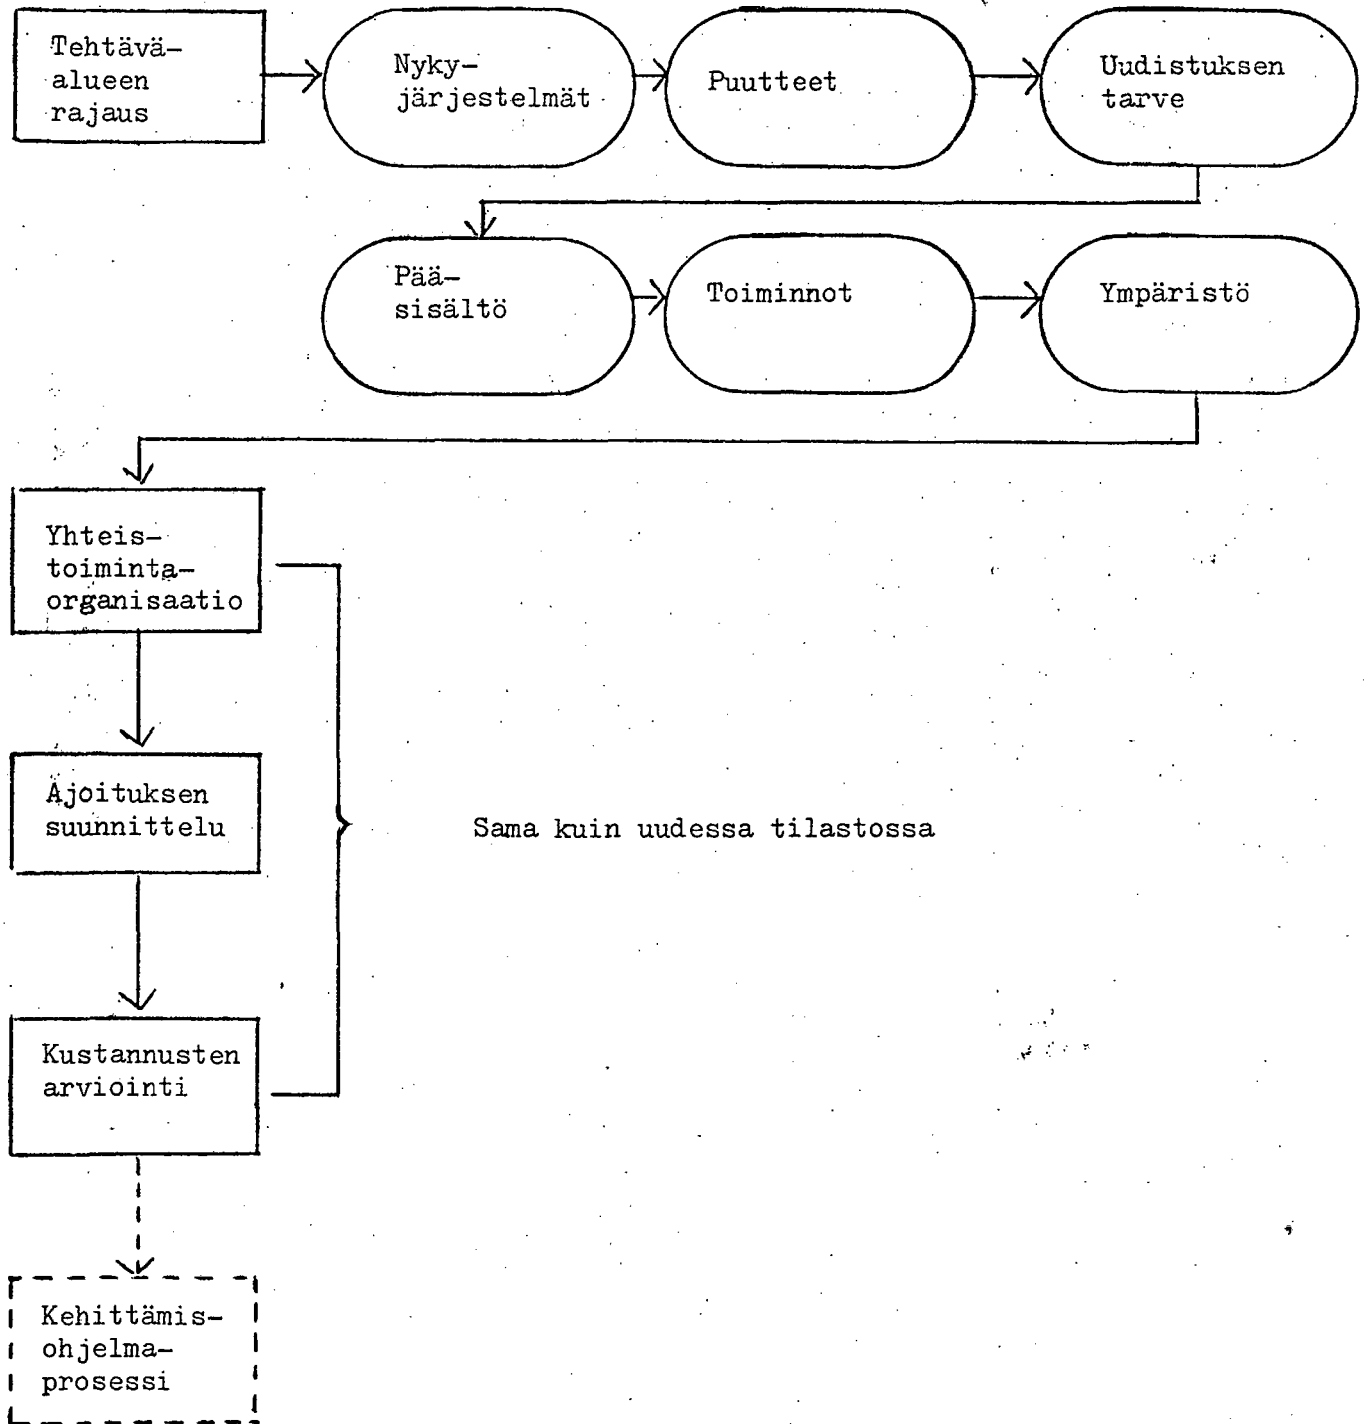 Tehtävä-
alueen
rajaus
Nyky-
järjestelmät
Puutteet
Uudistuksen
tarve
Pää-
sisältö
Toiminnot
Ympäristö
Yhteis-
toiminta-
organisaatio
Ajoituksen
suunnittelu
Sama kuin uudessa tilastossa
Kustannusten
arviointi
Kehittämis-
ohjelma-
prosessi